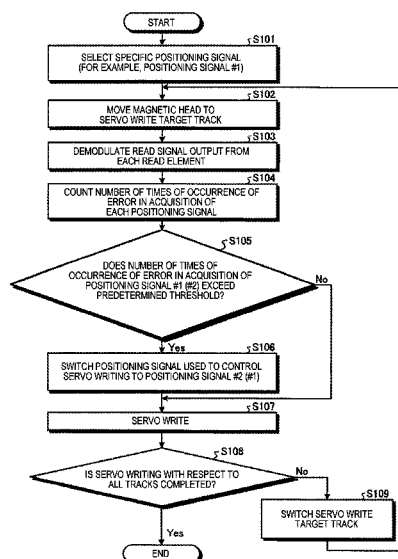 START
S101
SELECT SPECIFIC POSITIONING SIGNAL
(FOR EXAMPLE, POSITIONING SIGNAL #1)
S102
MOVE MAGNETIC HEAD TO
SERVO WRITE TARGET TRACK
S103
DEMODULATE READ SIGNAL OUTPUT FROM
EACH READ ELEMENT
S104
COUNT NUMBER OF TIMES OF OCCURRENCE OF
ERROR IN ACQUISITION OF
EACH POSITIONING SIGNAL
S105
DOES NUMBER OF TIMES OF
OCCURRENCE OF ERROR IN ACQUISITION OF
POSITIONING SIGNAL #1 (#2) EXCEED
PREDETERMINED THRESHOLD?
No
Yes
S106
SWITCH POSITIONING SIGNAL USED TO CONTROL
SERVO WRITING TO POSITIONING SIGNAL #2 (#1)
S107
SERVO WRITE
S108
IS SERVO WRITING WITH RESPECT TO
ALL TRACKS COMPLETED?
No
S109
SWITCH SERVO WRITE
TARGET TRACK
Yes
END